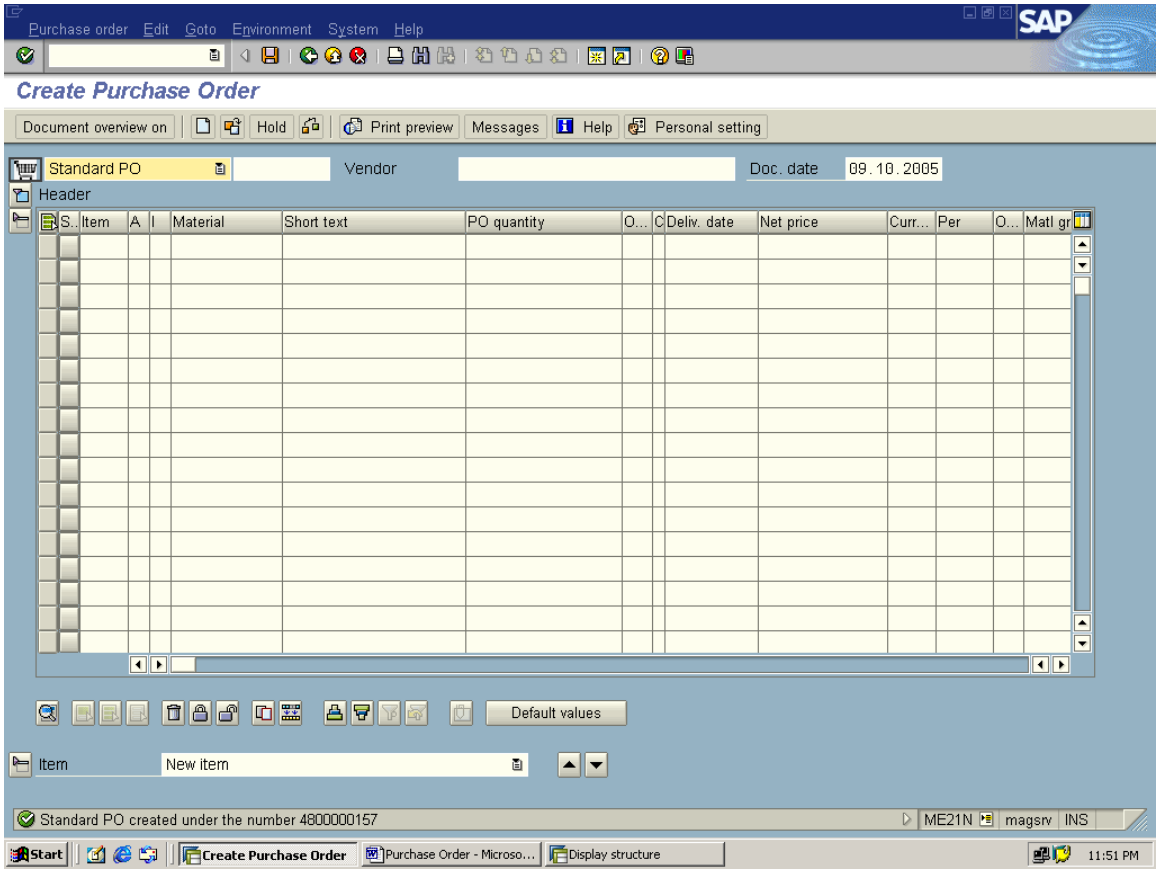 Purchase order Edit Goto Environment System Help
SAP
Create Purchase Order
Document overview on Hold Print preview Messages Help Personal setting
Standard PO Vendor Doc. date 09.10.2005
Header
S.. Item A I Material Short text PO quantity O... C Deliv. date Net price Curr... Per O... Matl gr
Default values
Item New item
Standard PO created under the number 4800000157 ME21N magsrv INS
Start Create Purchase Order Purchase Order - Microso... Display structure 11:51 PM